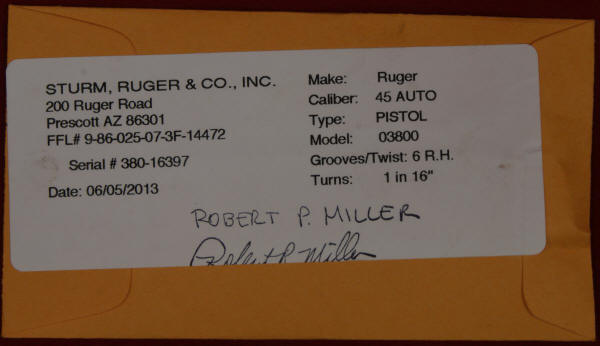 STURM, RUGER & CO., INC.
200 Ruger Road
Prescott AZ 86301
FFL# 9-86-025-07-3F-14472
Serial # 380-16397
Date: 06/05/2013
Make: Ruger
Caliber: 45 AUTO
Type: PISTOL
Model: 03800
Grooves/Twist: 6 R.H.
Turns: 1 in 16"
ROBERT P. MILLER
Robert P. Miller